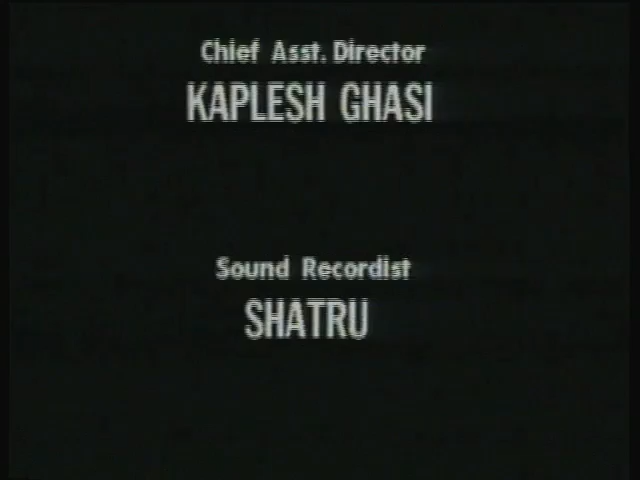 Chief Asst. Director
KAPLESH GHASI
Sound Recordist
SHATRU